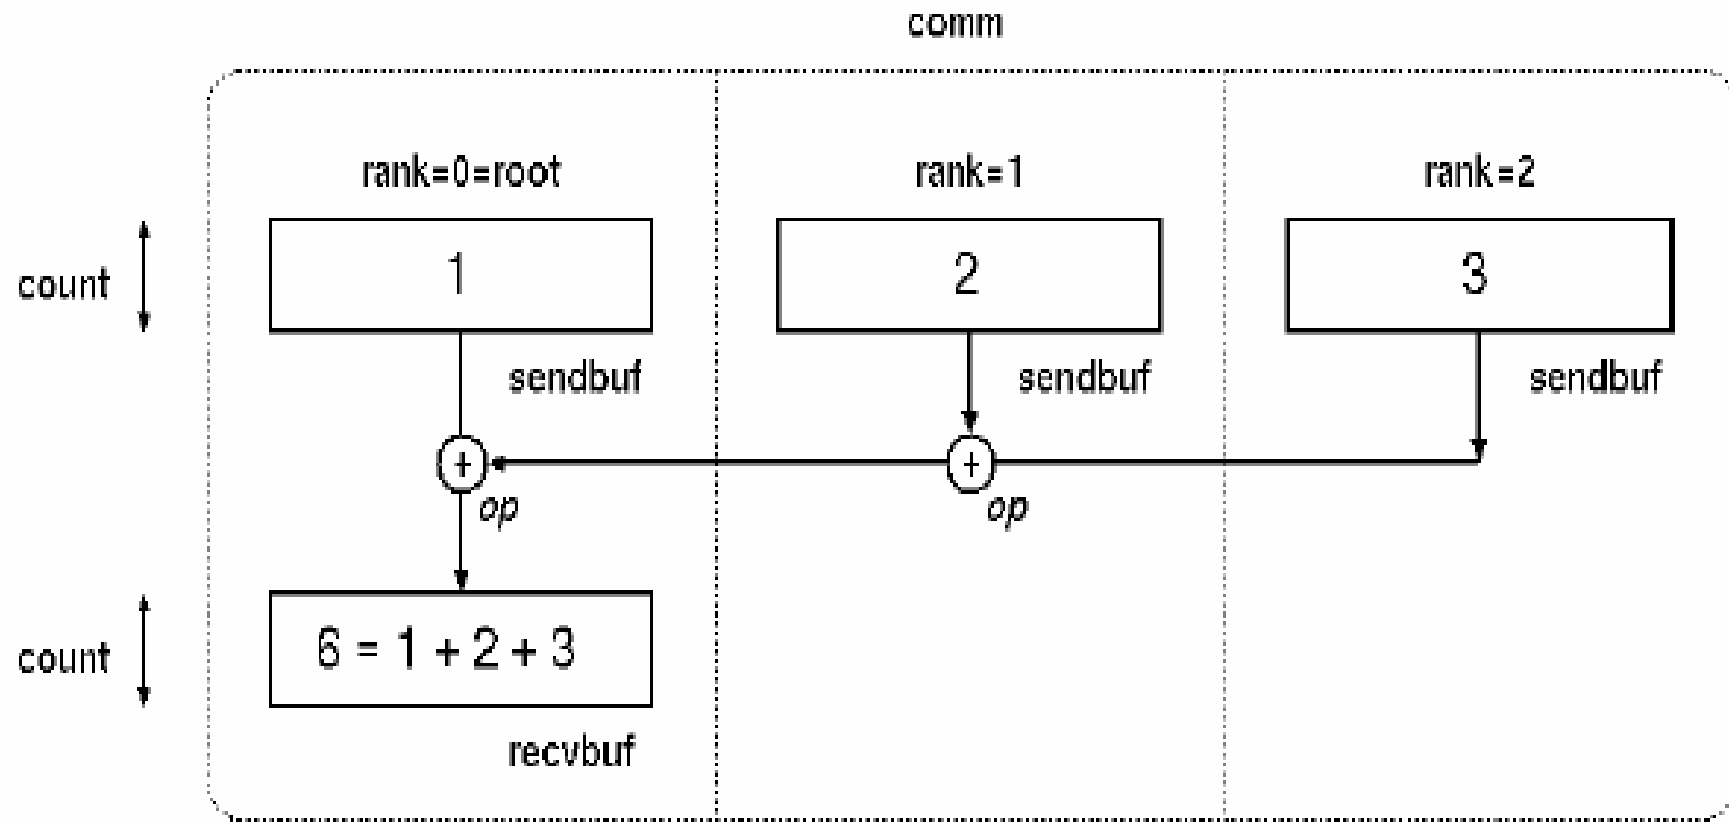 comm
rank=0=root rank=1 rank=2
count 1 2 3
sendbuf sendbuf sendbuf
+ +
op op
count 6 = 1 + 2 + 3
recvbuf